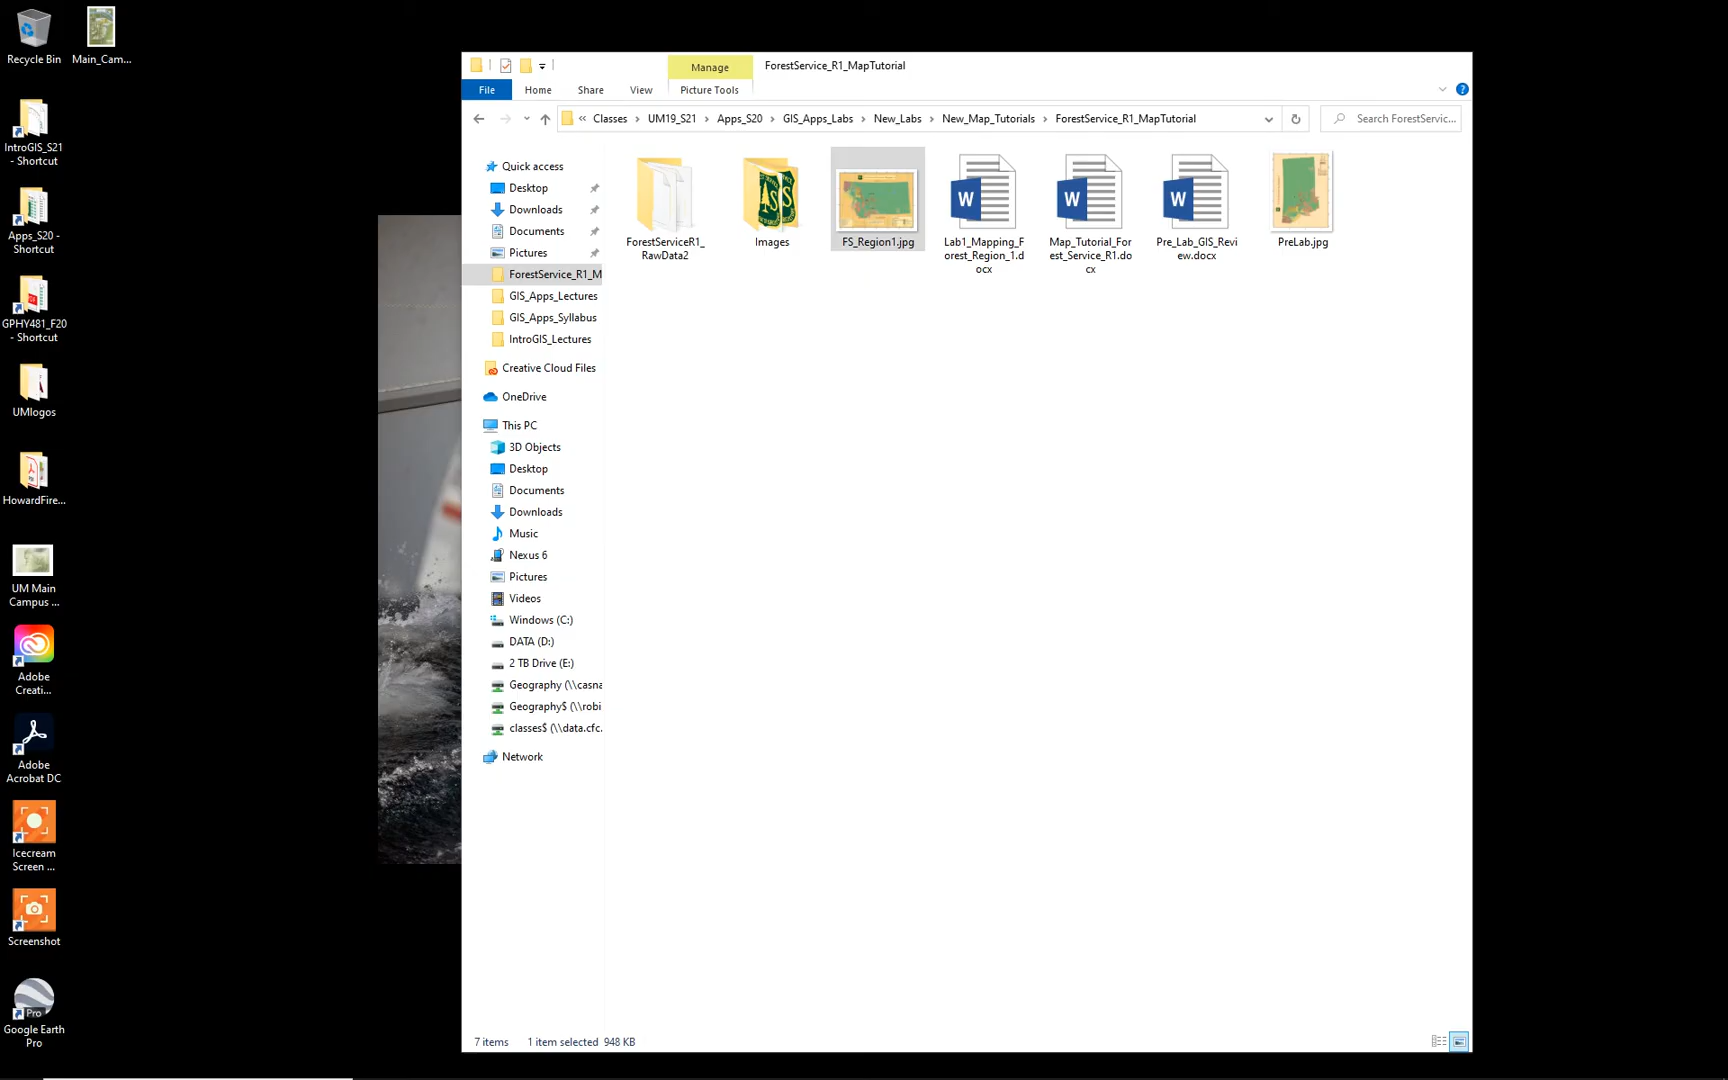 Recycle Bin
Main_Cam...
IntroGIS_S21
- Shortcut
Apps_S20 -
Shortcut
GPHY481_F20
- Shortcut
UMlogos
HowardFire...
UM Main
Campus ...
Adobe
Creati...
Adobe
Acrobat DC
Icecream
Screen ...
Screenshot
Pro
Google Earth
Pro
Manage
ForestService_R1_MapTutorial
File
Home
Share
View
Picture Tools
?
« Classes > UM19_S21 > Apps_S20 > GIS_Apps_Labs > New_Labs > New_Map_Tutorials > ForestService_R1_MapTutorial
Search ForestServic...
Quick access
Desktop
Downloads
Documents
Pictures
ForestService_R1_M
GIS_Apps_Lectures
GIS_Apps_Syllabus
IntroGIS_Lectures
Creative Cloud Files
OneDrive
This PC
3D Objects
Desktop
Documents
Downloads
Music
Nexus 6
Pictures
Videos
Windows (C:)
DATA (D:)
2 TB Drive (E:)
Geography (\\casna
Geography$ (\\robi
classes$ (\\data.cfc.
Network
ForestServiceR1_
RawData2
Images
FS_Region1.jpg
W
Lab1_Mapping_F
orest_Region_1.d
ocx
W
Map_Tutorial_For
est_Service_R1.do
cx
W
Pre_Lab_GIS_Revi
ew.docx
PreLab.jpg
7 items
1 item selected 948 KB